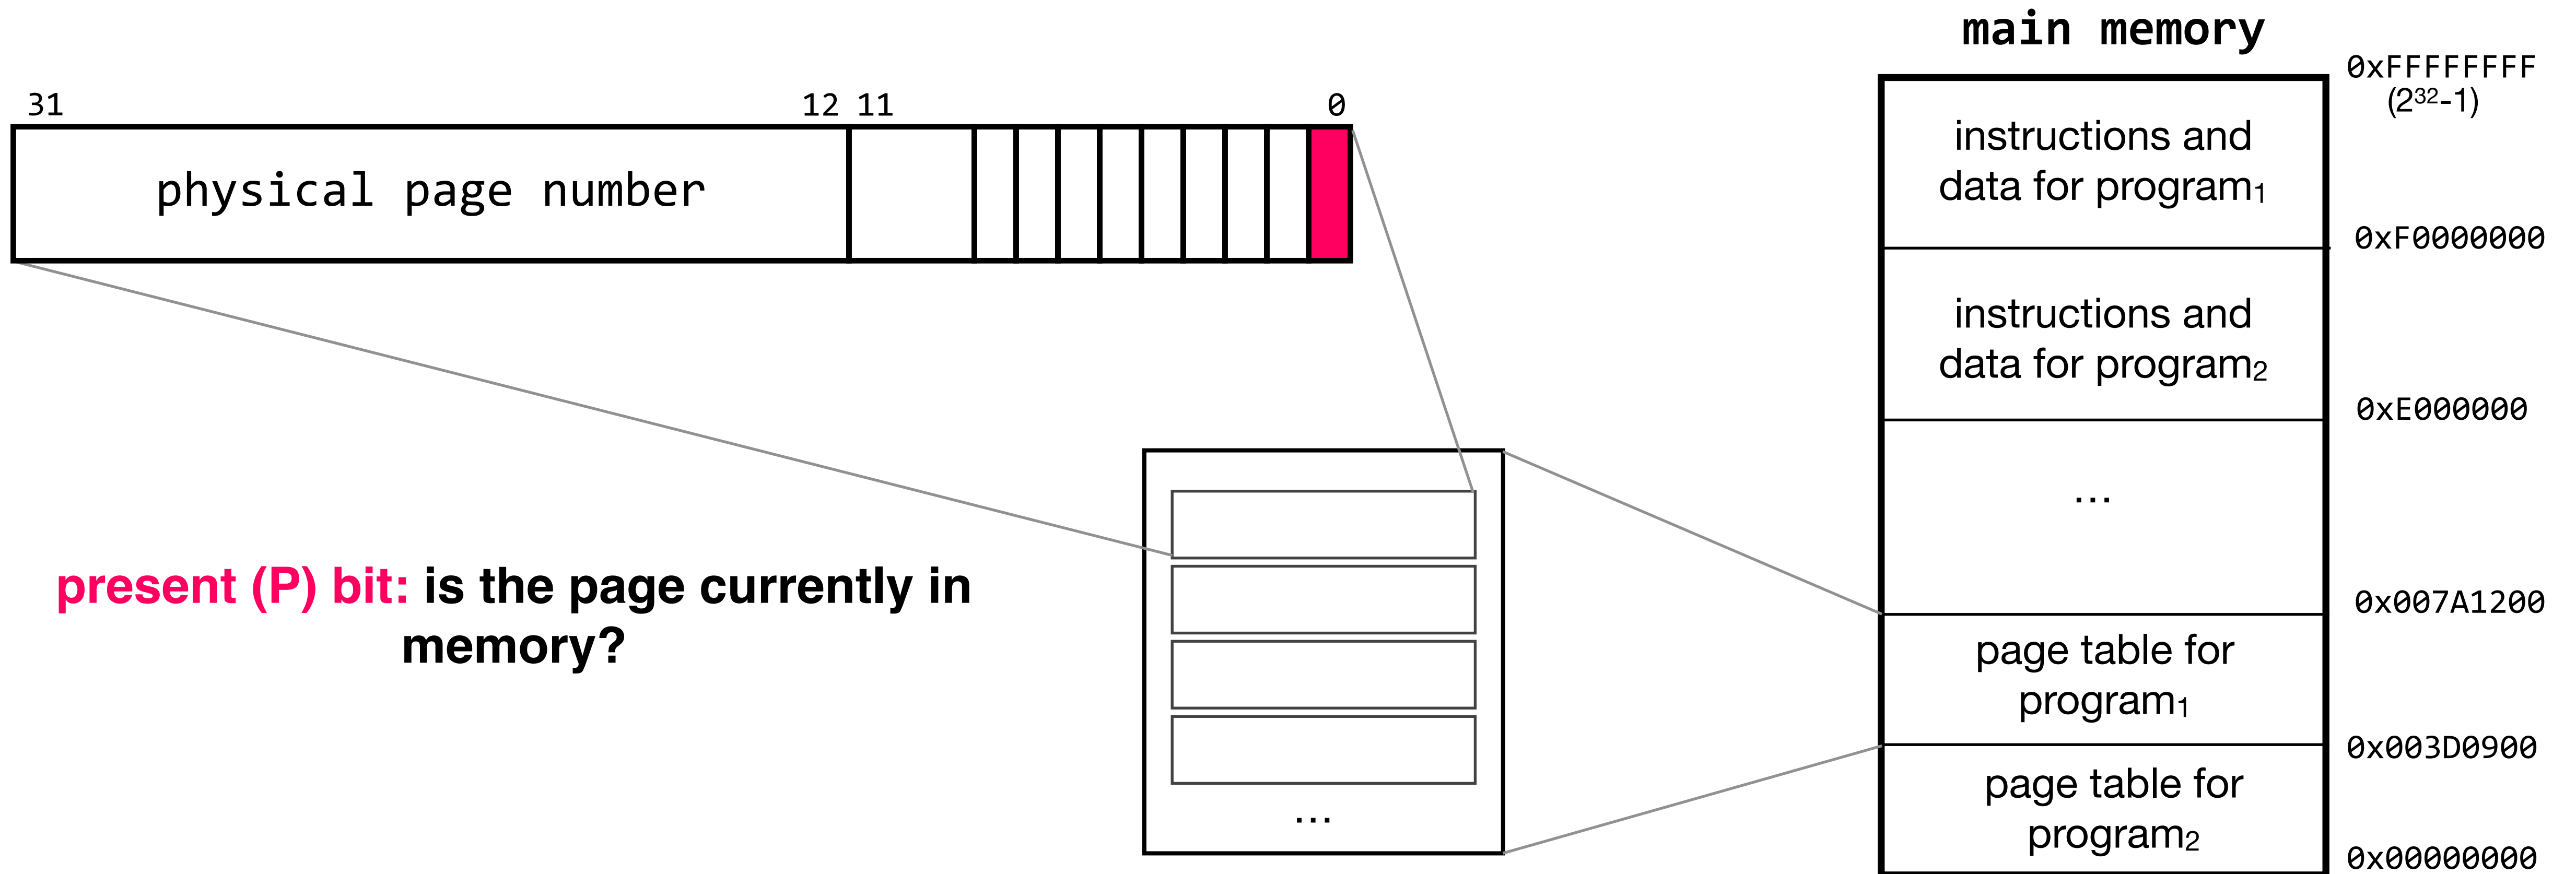 main memory
31 12 11 0
physical page number
0xFFFFFFFF
(2³²-1)
instructions and
data for program₁
0xF0000000
instructions and
data for program₂
0xE000000
...
present (P) bit: is the page currently in
memory?
...
0x007A1200
page table for
program₁
0x003D0900
page table for
program₂
0x00000000